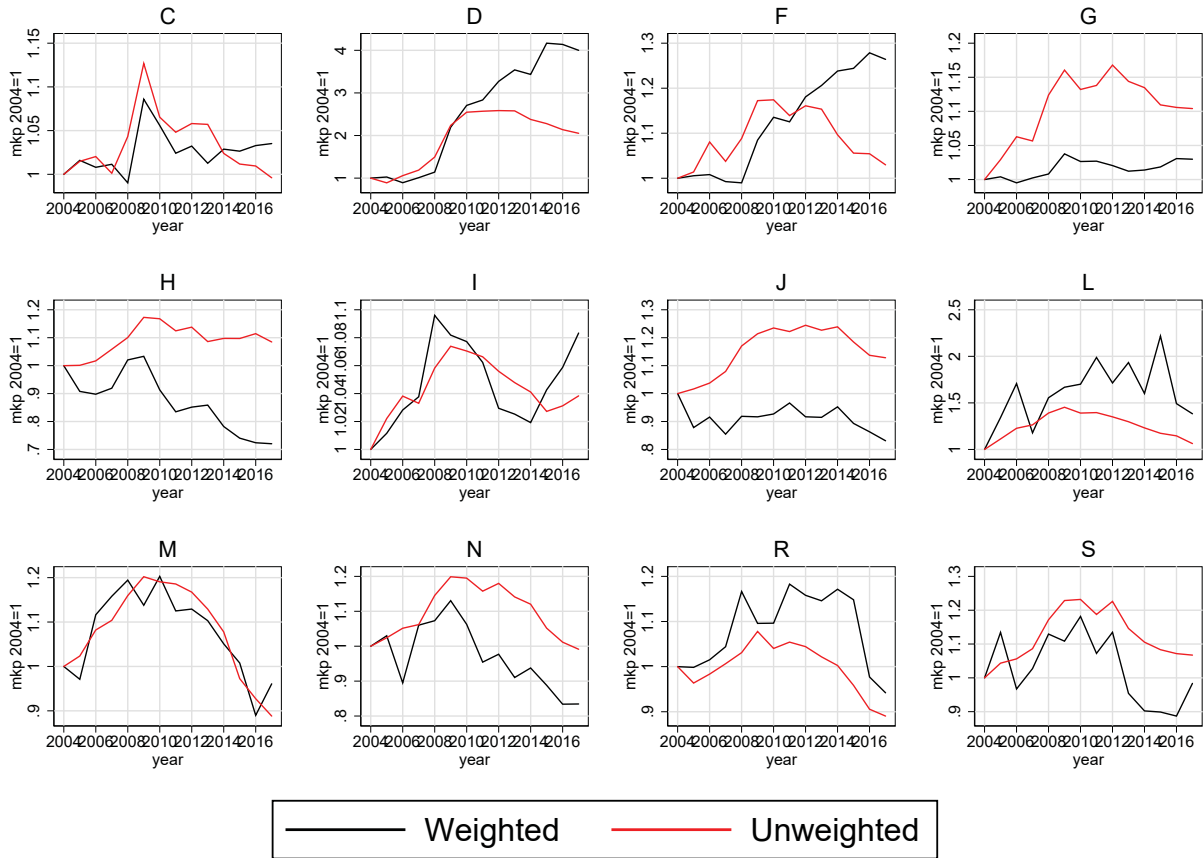 C
mkp 2004=1
1 1.05 1.1 1.15
2004 2006 2008 2010 2012 2014 2016
year
D
mkp 2004=1
1 2 3 4
2004 2006 2008 2010 2012 2014 2016
year
F
mkp 2004=1
1 1.1 1.2 1.3
2004 2006 2008 2010 2012 2014 2016
year
G
mkp 2004=1
1 1.05 1.1 1.15 1.2
2004 2006 2008 2010 2012 2014 2016
year
H
mkp 2004=1
.7 .8 .9 1 1.1 1.2
2004 2006 2008 2010 2012 2014 2016
year
I
mkp 2004=1
1 1.02 1.04 1.06 1.08 1.1
2004 2006 2008 2010 2012 2014 2016
year
J
mkp 2004=1
.8 .9 1 1.1 1.2 1.3
2004 2006 2008 2010 2012 2014 2016
year
L
mkp 2004=1
1 1.5 2 2.5
2004 2006 2008 2010 2012 2014 2016
year
M
mkp 2004=1
.9 1 1.1 1.2
2004 2006 2008 2010 2012 2014 2016
year
N
mkp 2004=1
.8 .9 1 1.1 1.2
2004 2006 2008 2010 2012 2014 2016
year
R
mkp 2004=1
.9 1 1.1 1.2
2004 2006 2008 2010 2012 2014 2016
year
S
mkp 2004=1
.9 1 1.1 1.2 1.3
2004 2006 2008 2010 2012 2014 2016
year
Weighted Unweighted